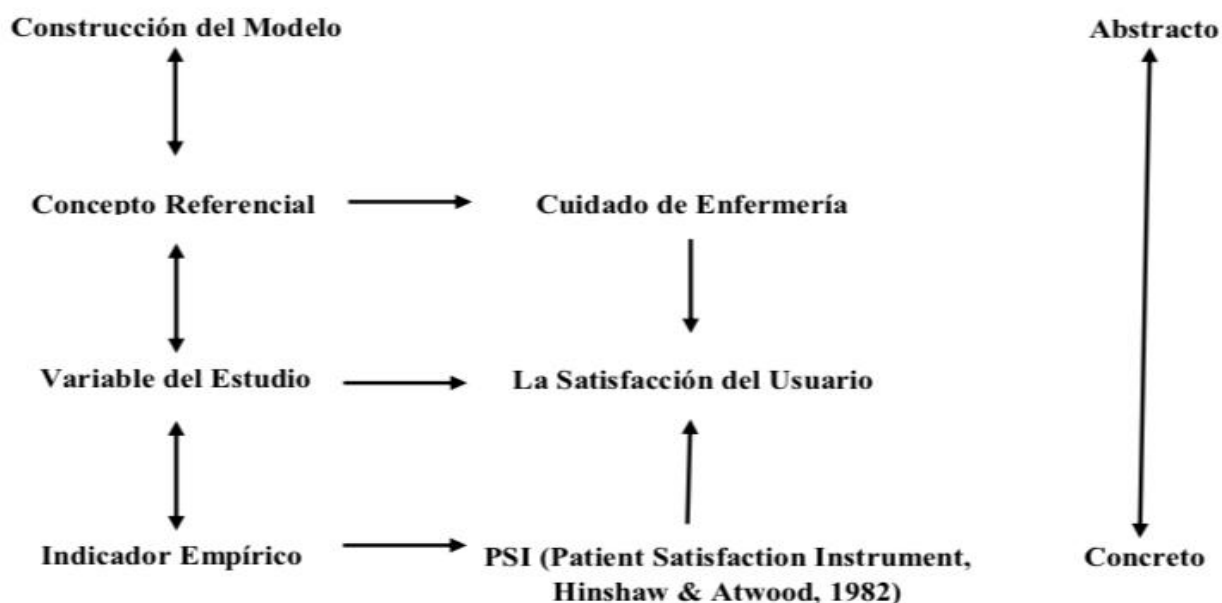 Construcción del Modelo
Abstracto
Concepto Referencial
Cuidado de Enfermería
Variable del Estudio
La Satisfacción del Usuario
Indicador Empírico
PSI (Patient Satisfaction Instrument,
Hinshaw & Atwood, 1982)
Concreto